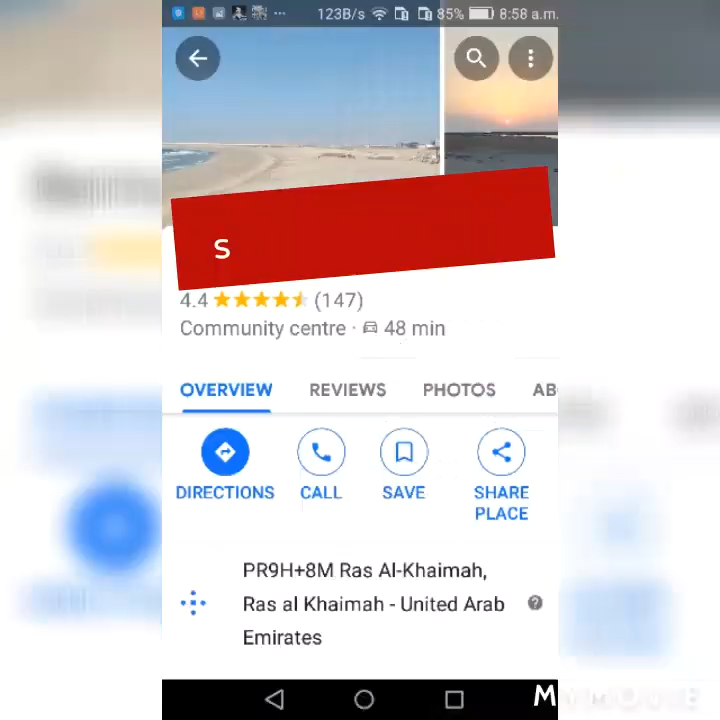 123B/s 85% 8:58 a.m.
S
4.4 (147)
Community centre · 48 min
OVERVIEW REVIEWS PHOTOS AB
DIRECTIONS CALL SAVE SHARE PLACE
PR9H+8M Ras Al-Khaimah,
Ras al Khaimah - United Arab
Emirates